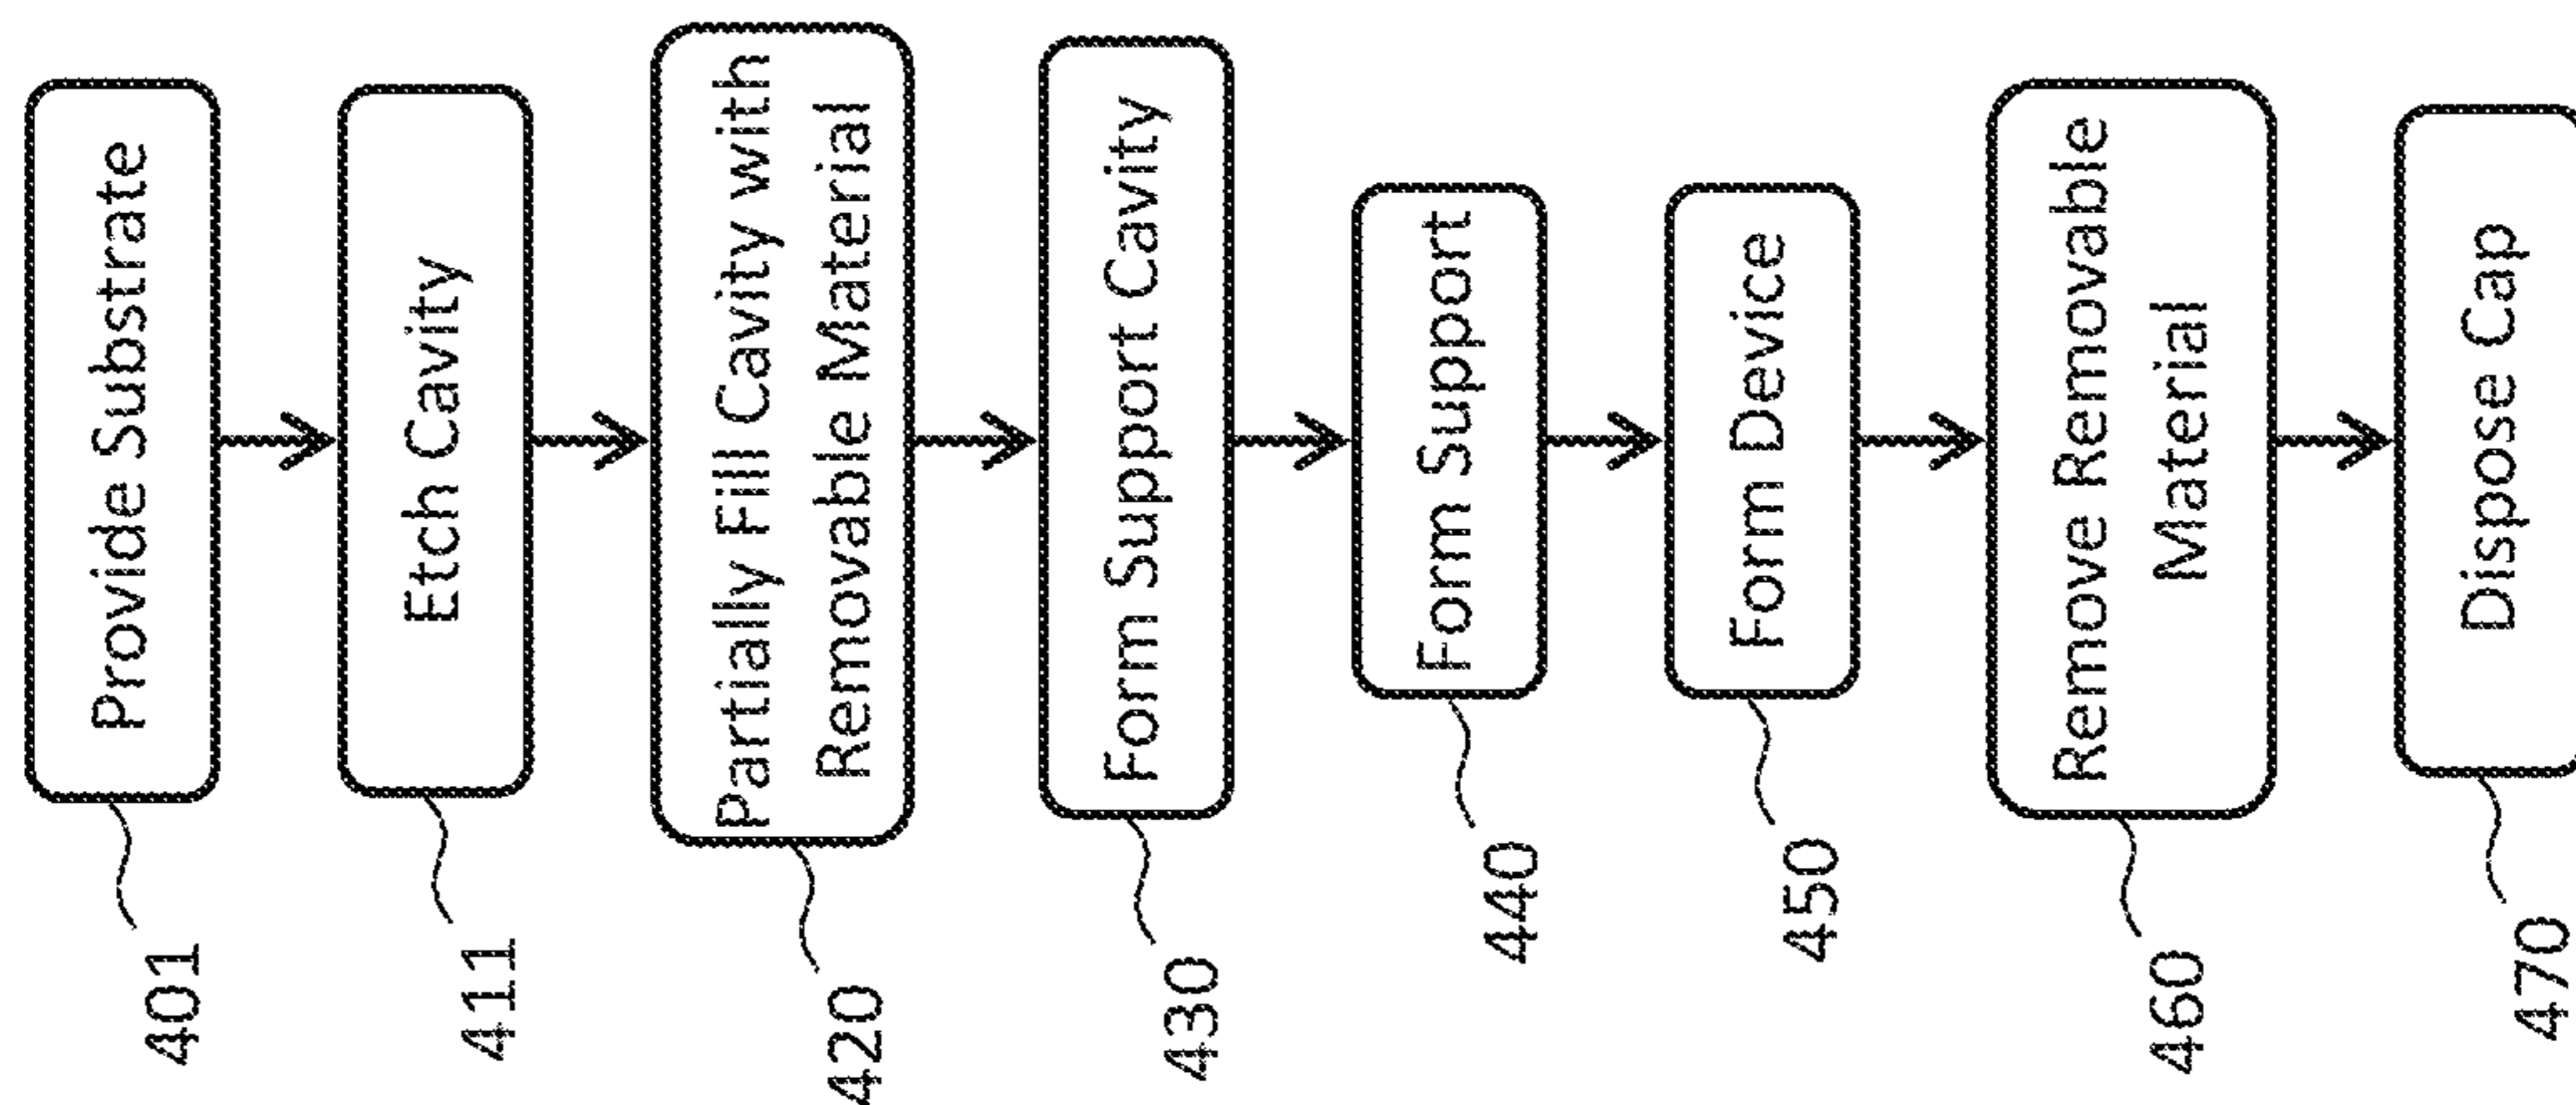 Provide Substrate
401
Etch Cavity
411
Partially Fill Cavity with
Removable Material
420
Form Support Cavity
430
Form Support
440
Form Device
450
Remove Removable
Material
460
Dispose Cap
470